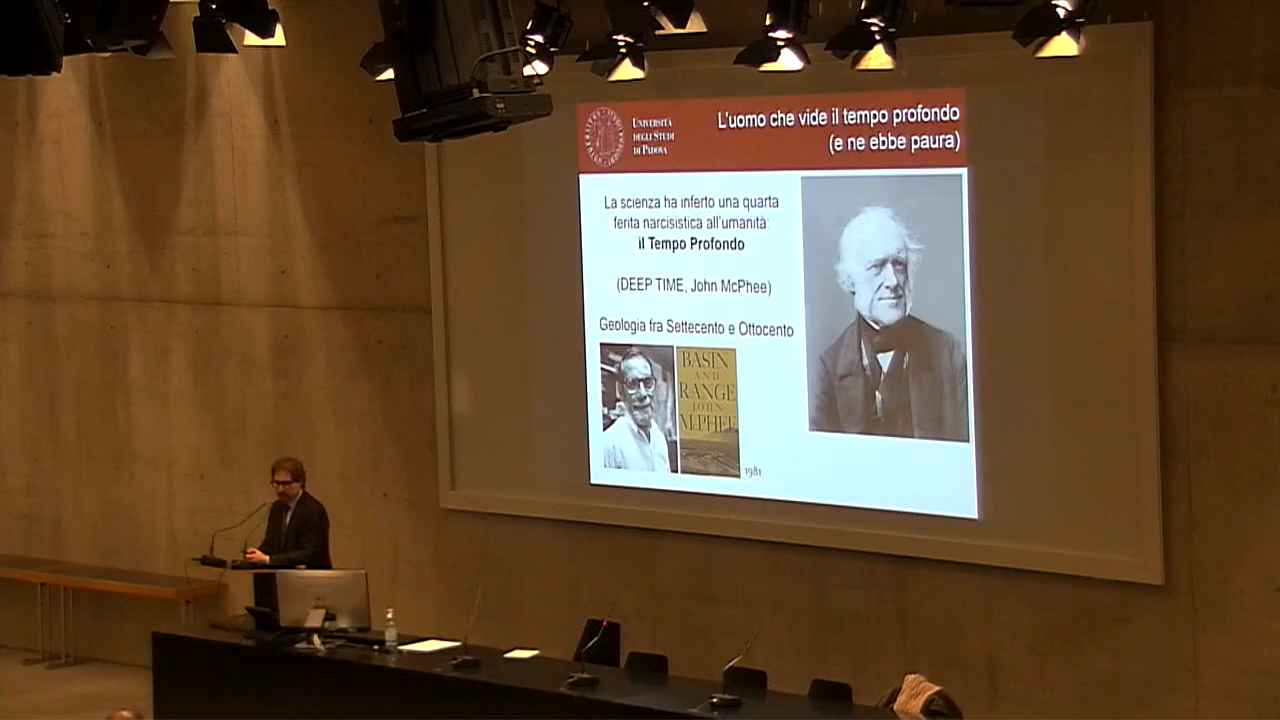 UNIVERSITÀ
DEGLI STUDI
DI PADOVA
L'uomo che vide il tempo profondo
(e ne ebbe paura)
La scienza ha inferto una quarta
ferita narcisistica all'umanità:
il Tempo Profondo
(DEEP TIME, John McPhee)
Geologia fra Settecento e Ottocento
BASIN
AND
RANGE
JOHN
McPHEE
1981